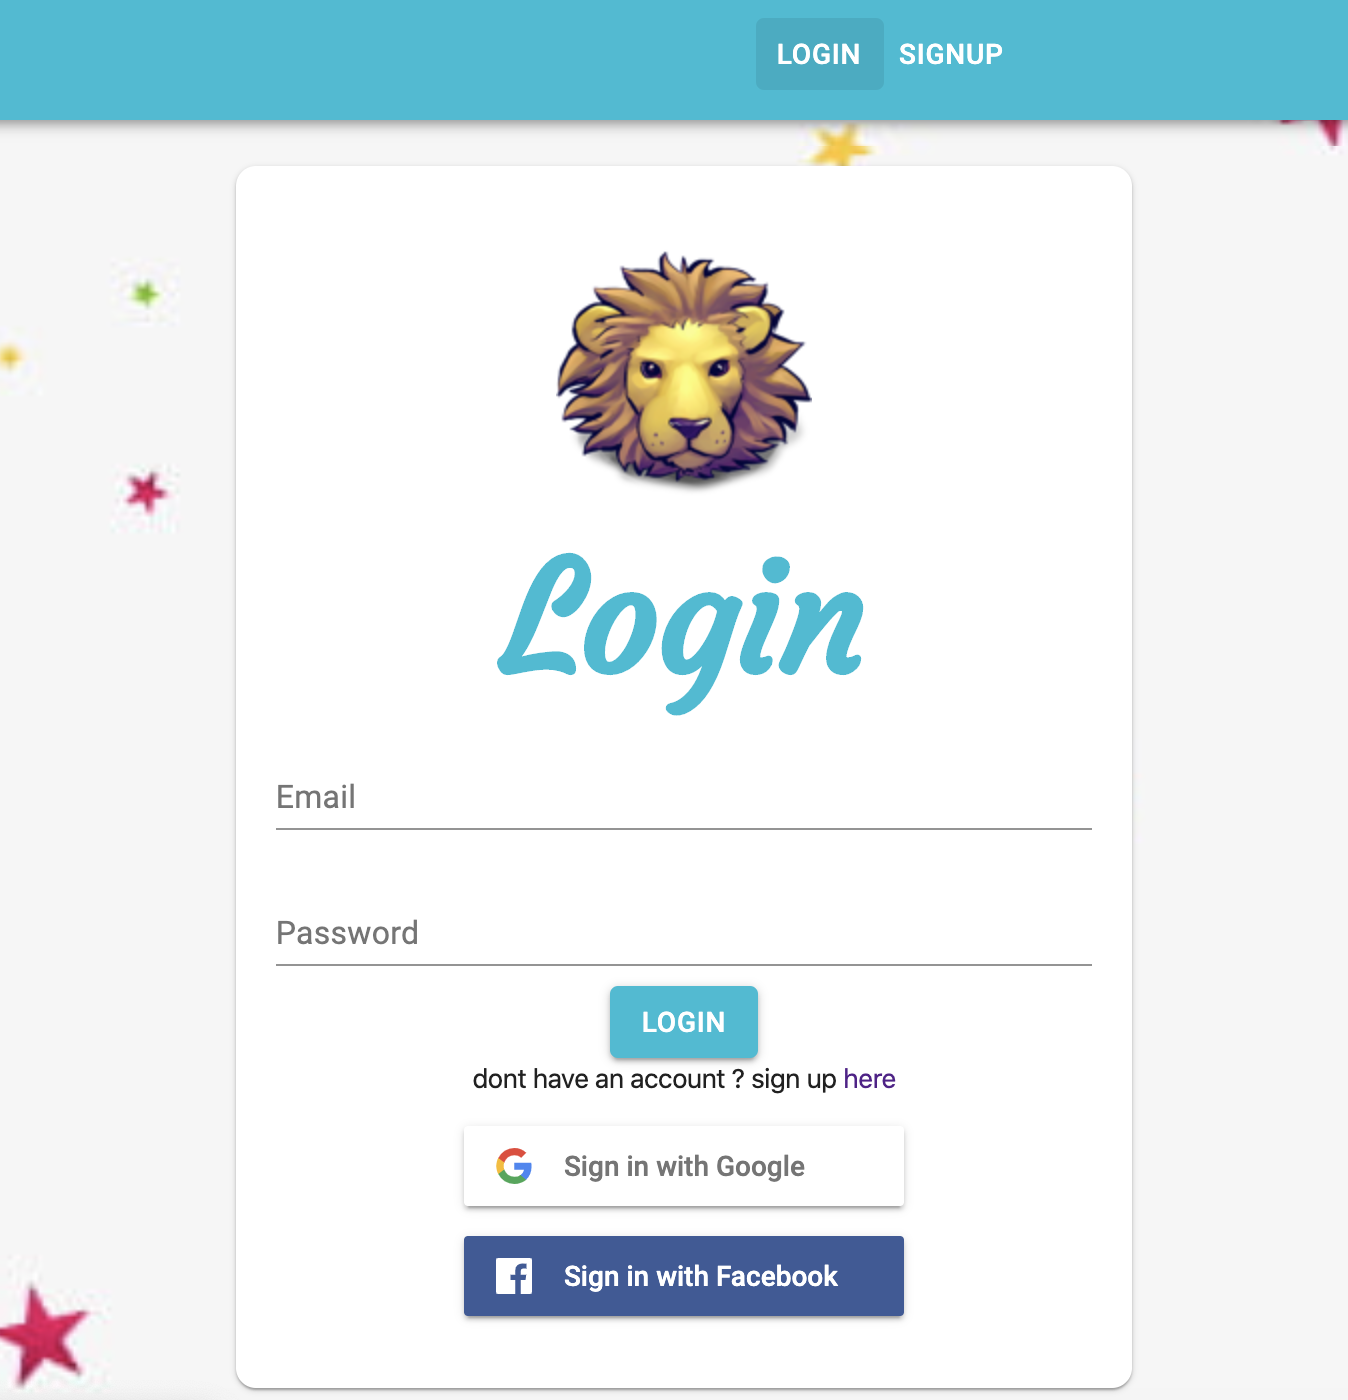 LOGIN SIGNUP
Login
Email
Password
LOGIN
dont have an account ? sign up here
Sign in with Google
Sign in with Facebook